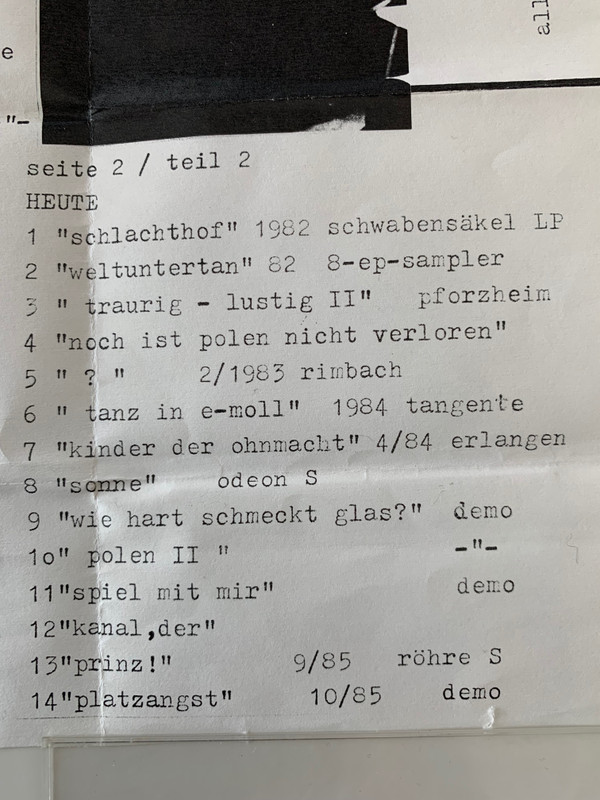 all
e
"-
seite 2 / teil 2
HEUTE
1 "schlachthof" 1982 schwabensäkel LP
2 "weltuntertan" 82 8-ep-sampler
3 " traurig - lustig II" pforzheim
4 "noch ist polen nicht verloren"
5 " ? " 2/1983 rimbach
6 " tanz in e-moll" 1984 tangente
7 "kinder der ohnmacht" 4/84 erlangen
8 "sonne" odeon S
9 "wie hart schmeckt glas?" demo
1o" polen II " -"-
11"spiel mit mir" demo
12"kanal,der"
13"prinz!" 9/85 röhre S
14"platzangst" 10/85 demo